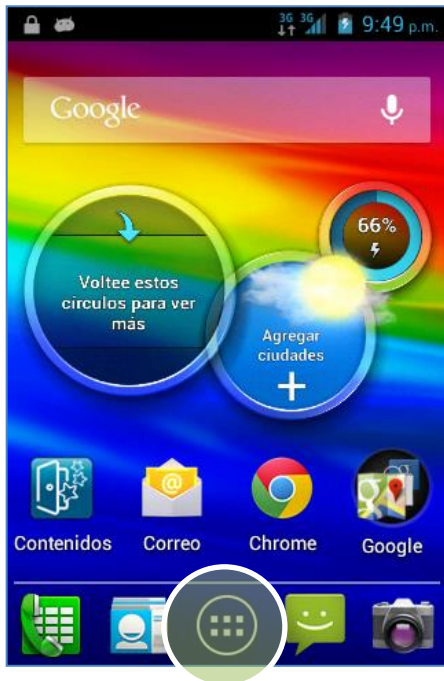 3G 3G 9:49 p.m.
Google
66%
Voltee estos
círculos para ver
más
Agregar
ciudades
+
Contenidos Correo Chrome Google